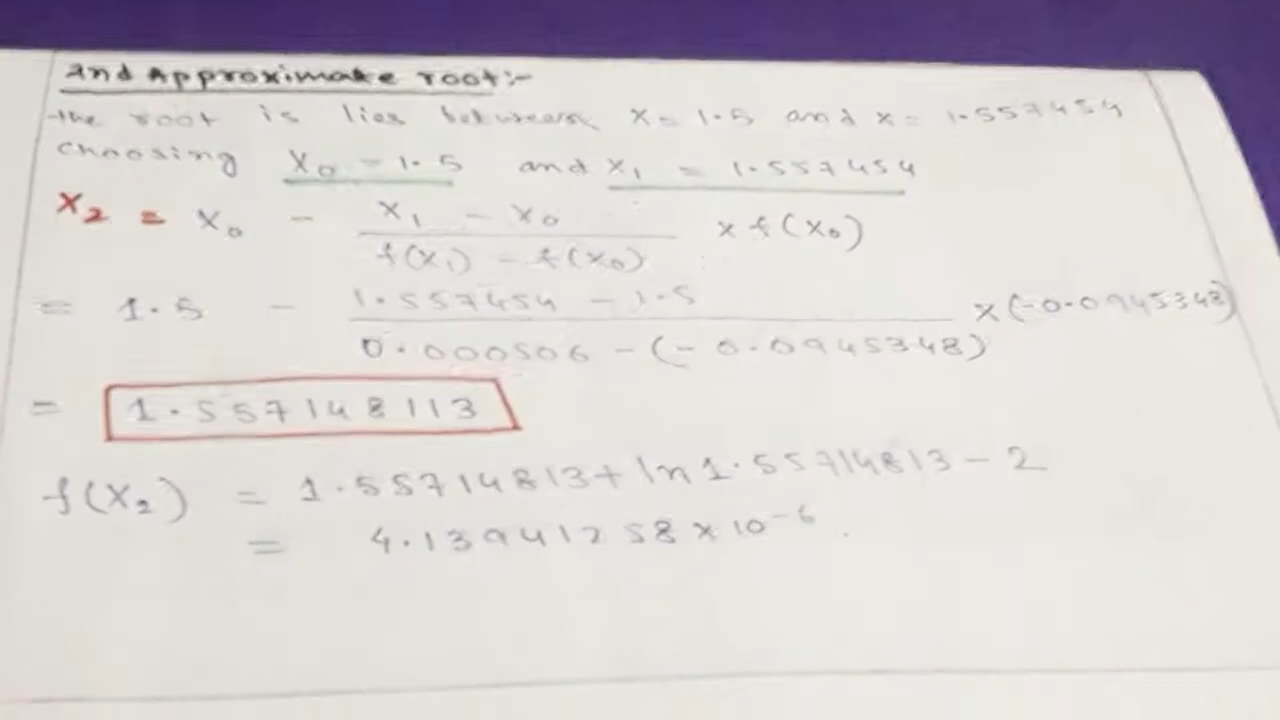 2nd Approximate root:-
the root is lies between x = 1.5 and x = 1.557454
choosing x₀ = 1.5 and x₁ = 1.557454
x₂ = x₀ - (x₁ - x₀) / (f(x₁) - f(x₀)) × f(x₀)
= 1.5 - (1.557454 - 1.5) / (0.000506 - (-0.0945348)) × (-0.0945348)
= 1.557148113
f(x₂) = 1.55714813 + ln 1.55714813 - 2
= 4.13941258 × 10⁻⁶.